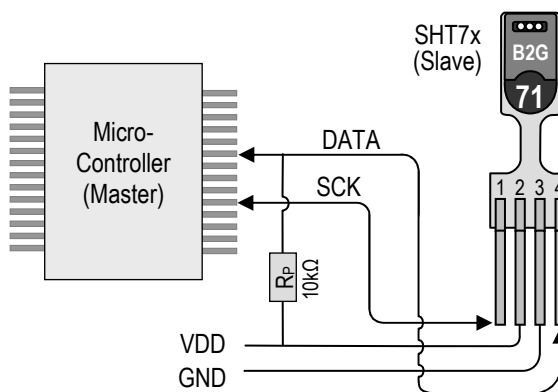 SHT7x
(Slave)
B2G
71
Micro-
Controller
(Master)
DATA
SCK
1 2 3 4
RP
10kΩ
VDD
GND